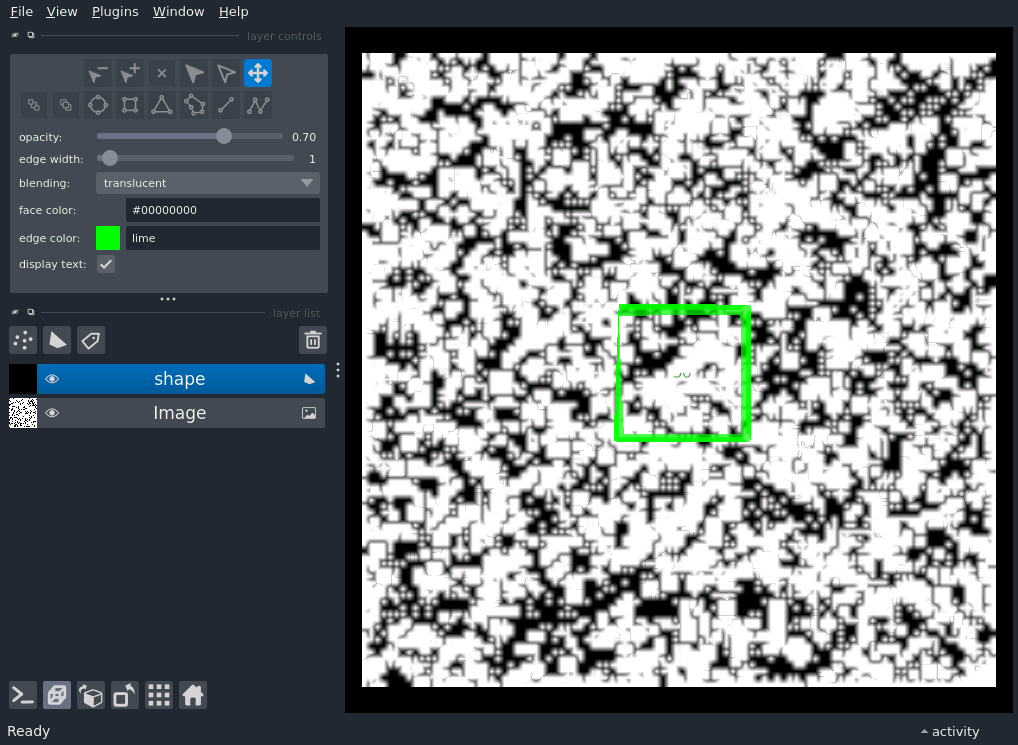 File View Plugins Window Help
layer controls
opacity: 0.70
edge width: 1
blending: translucent
face color: #00000000
edge color: lime
display text:
layer list
shape
Image
Ready
activity